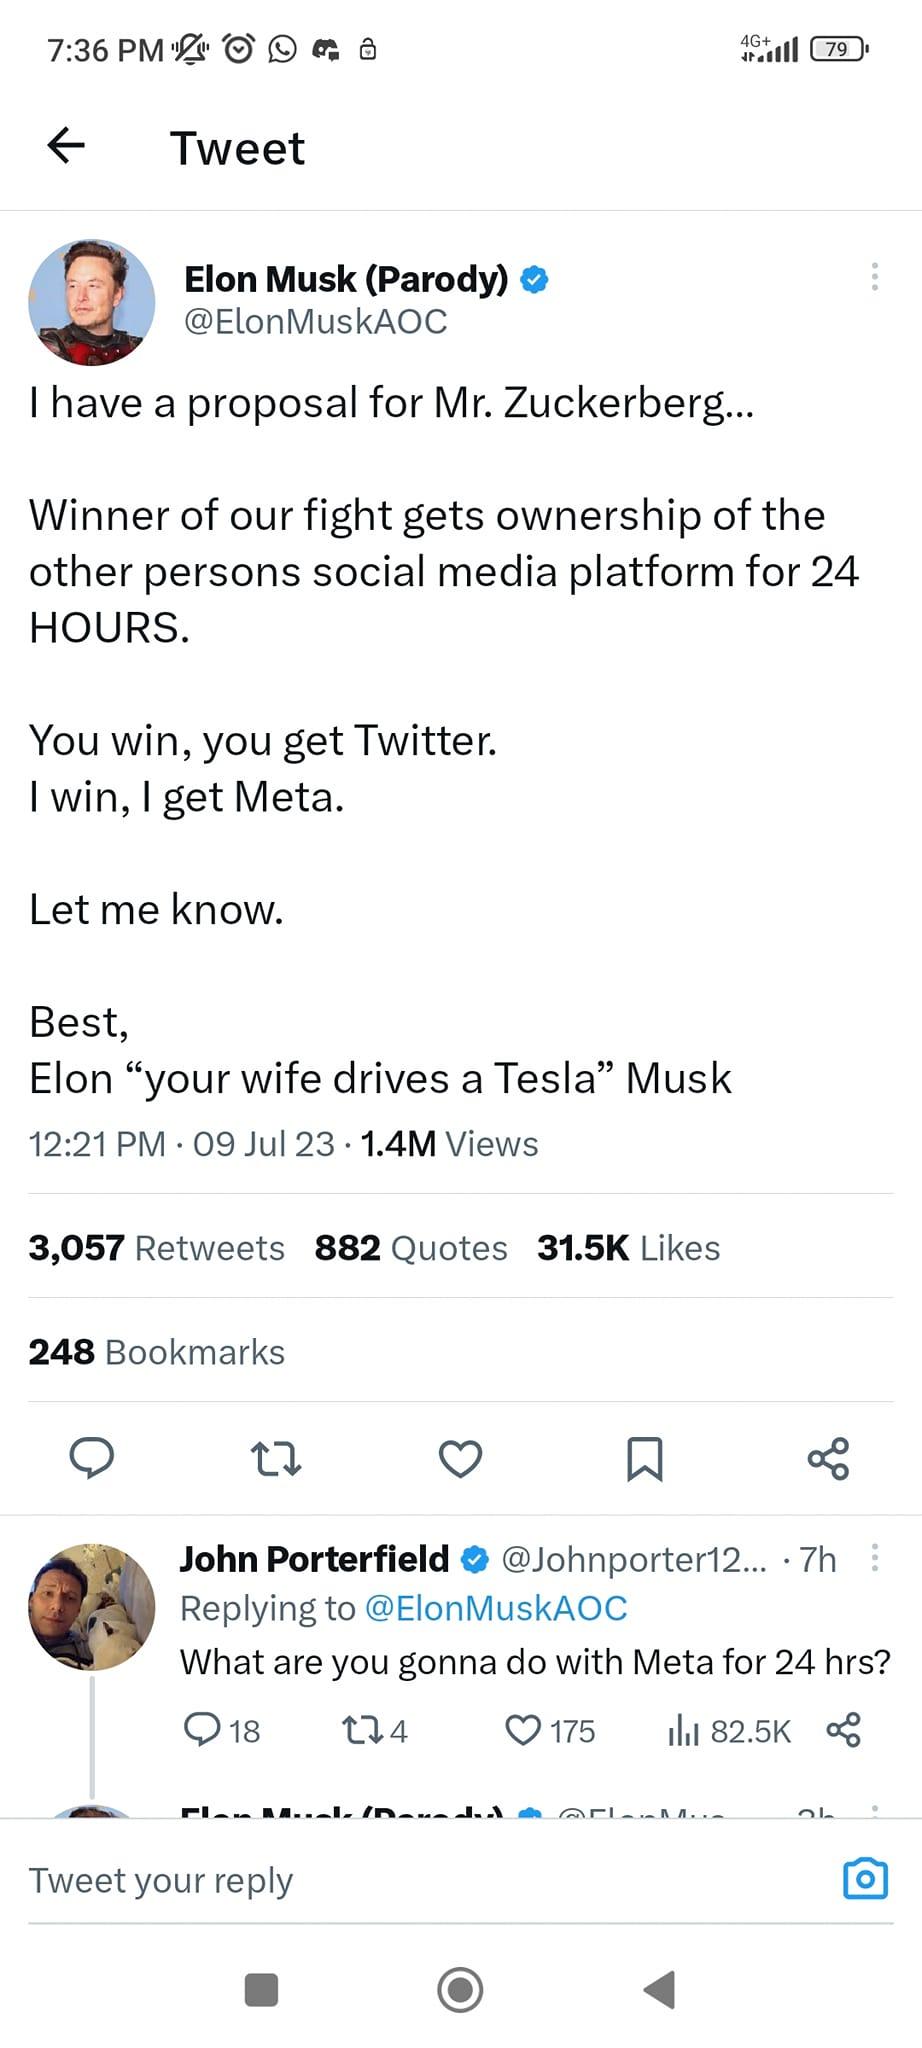 7:36 PM
4G+
79
Tweet
Elon Musk (Parody)
@ElonMuskAOC
I have a proposal for Mr. Zuckerberg...
Winner of our fight gets ownership of the
other persons social media platform for 24
HOURS.
You win, you get Twitter.
I win, I get Meta.
Let me know.
Best,
Elon “your wife drives a Tesla” Musk
12:21 PM · 09 Jul 23 · 1.4M Views
3,057 Retweets 882 Quotes 31.5K Likes
248 Bookmarks
John Porterfield @Johnporter12... · 7h
Replying to @ElonMuskAOC
What are you gonna do with Meta for 24 hrs?
18 4 175 82.5K
Elon Musk (Parody)
Tweet your reply